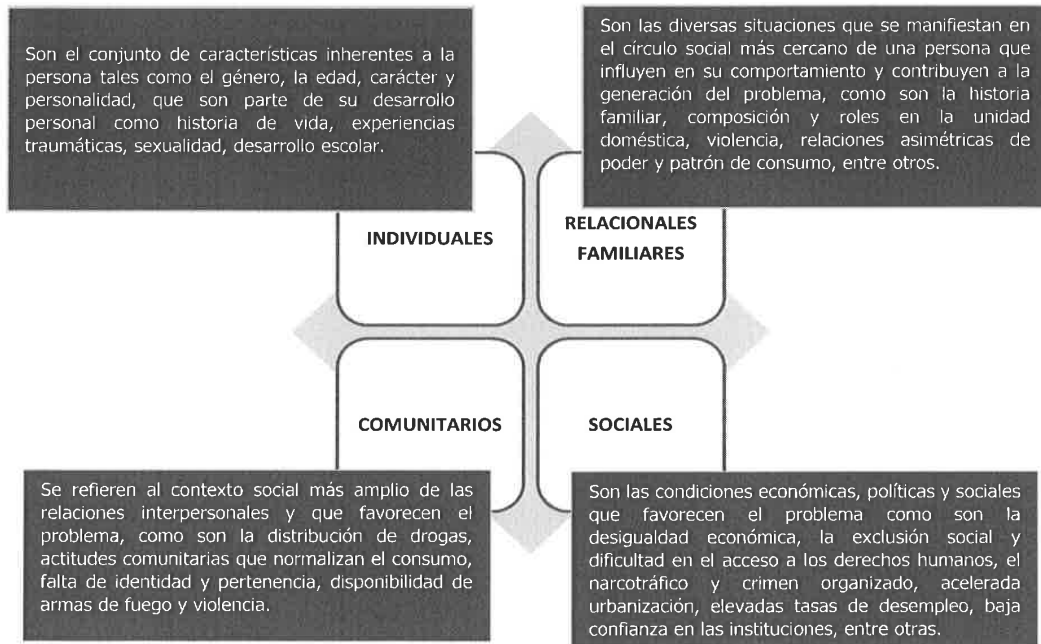 Son el conjunto de características inherentes a la
persona tales como el género, la edad, carácter y
personalidad, que son parte de su desarrollo
personal como historia de vida, experiencias
traumáticas, sexualidad, desarrollo escolar.
Son las diversas situaciones que se manifiestan en
el círculo social más cercano de una persona que
influyen en su comportamiento y contribuyen a la
generación del problema, como son la historia
familiar, composición y roles en la unidad
doméstica, violencia, relaciones asimétricas de
poder y patrón de consumo, entre otros.
INDIVIDUALES
RELACIONALES
FAMILIARES
COMUNITARIOS
SOCIALES
Se refieren al contexto social más amplio de las
relaciones interpersonales y que favorecen el
problema, como son la distribución de drogas,
actitudes comunitarias que normalizan el consumo,
falta de identidad y pertenencia, disponibilidad de
armas de fuego y violencia.
Son las condiciones económicas, políticas y sociales
que favorecen el problema como son la
desigualdad económica, la exclusión social y
dificultad en el acceso a los derechos humanos, el
narcotráfico y crimen organizado, acelerada
urbanización, elevadas tasas de desempleo, baja
confianza en las instituciones, entre otras.